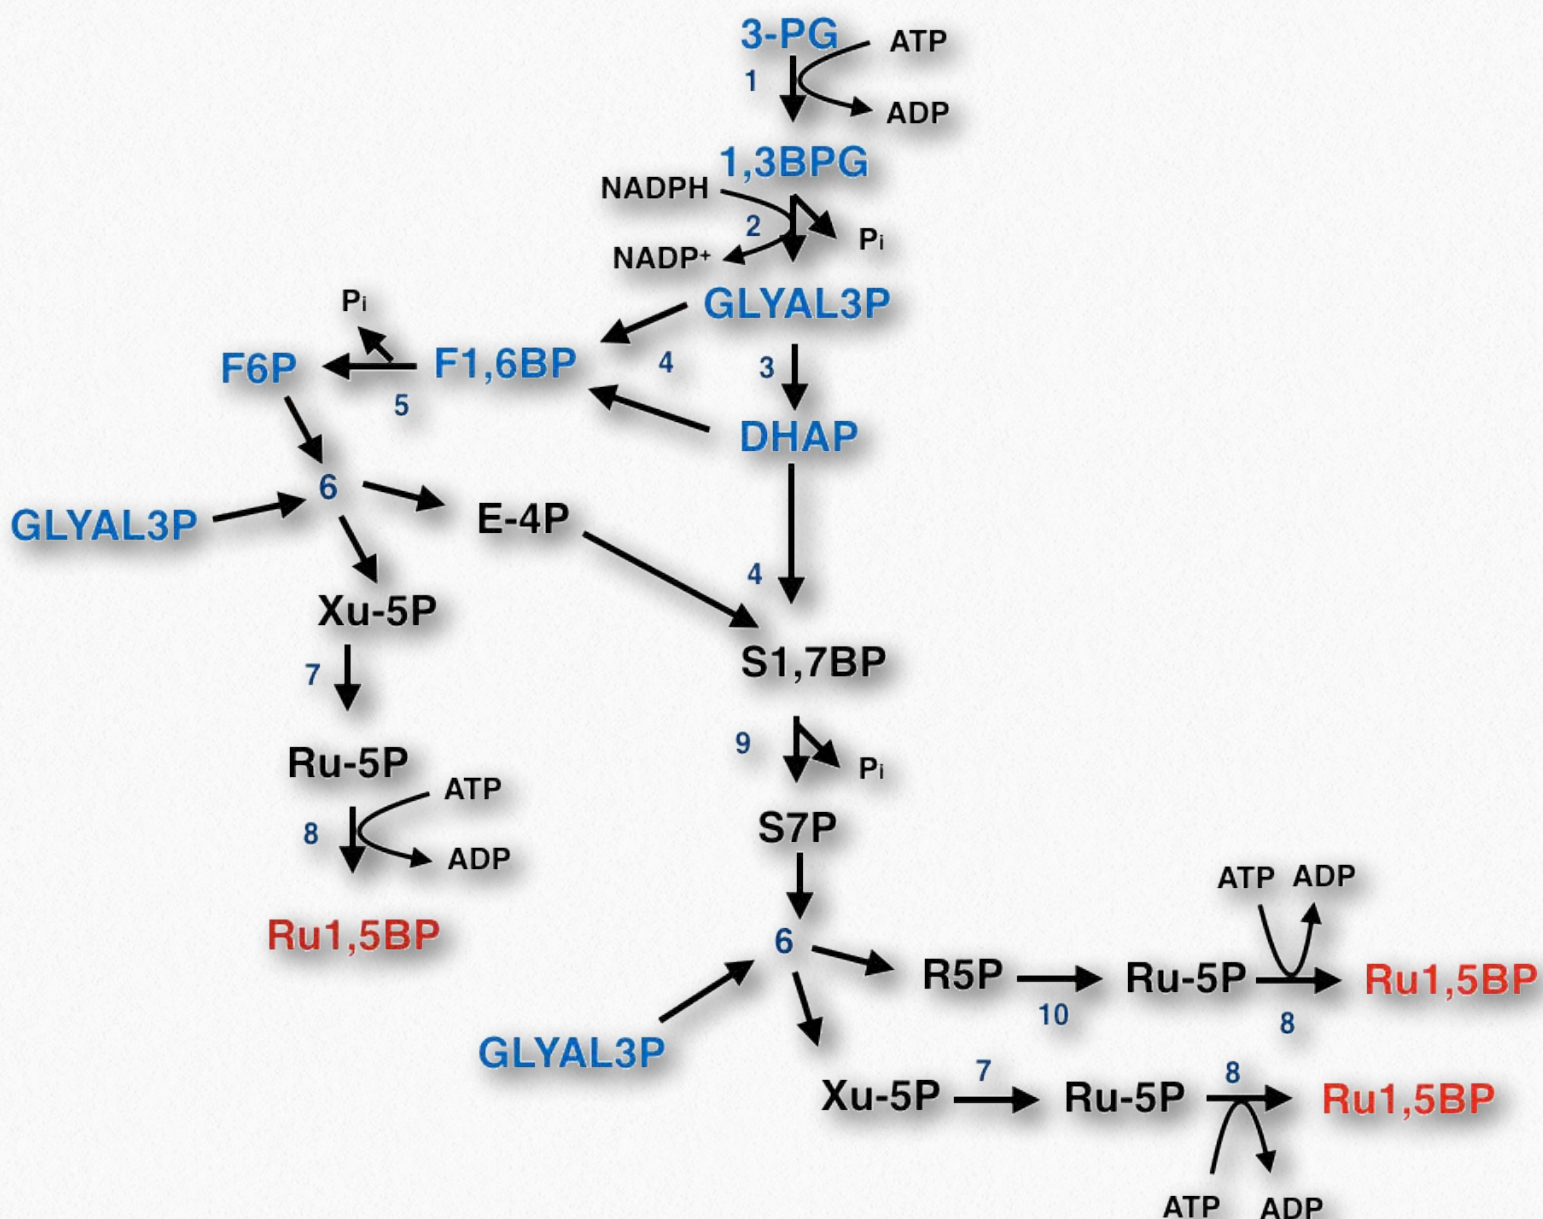 3-PG
ATP
1
ADP
1,3BPG
NADPH
2
Pi
NADP+
GLYAL3P
Pi
F6P
F1,6BP
4
3
5
DHAP
6
GLYAL3P
E-4P
4
Xu-5P
S1,7BP
7
9
Pi
Ru-5P
ATP
8
ADP
S7P
Ru1,5BP
ATP ADP
6
R5P
Ru-5P
Ru1,5BP
10
8
GLYAL3P
Xu-5P
7
Ru-5P
8
Ru1,5BP
ATP
ADP